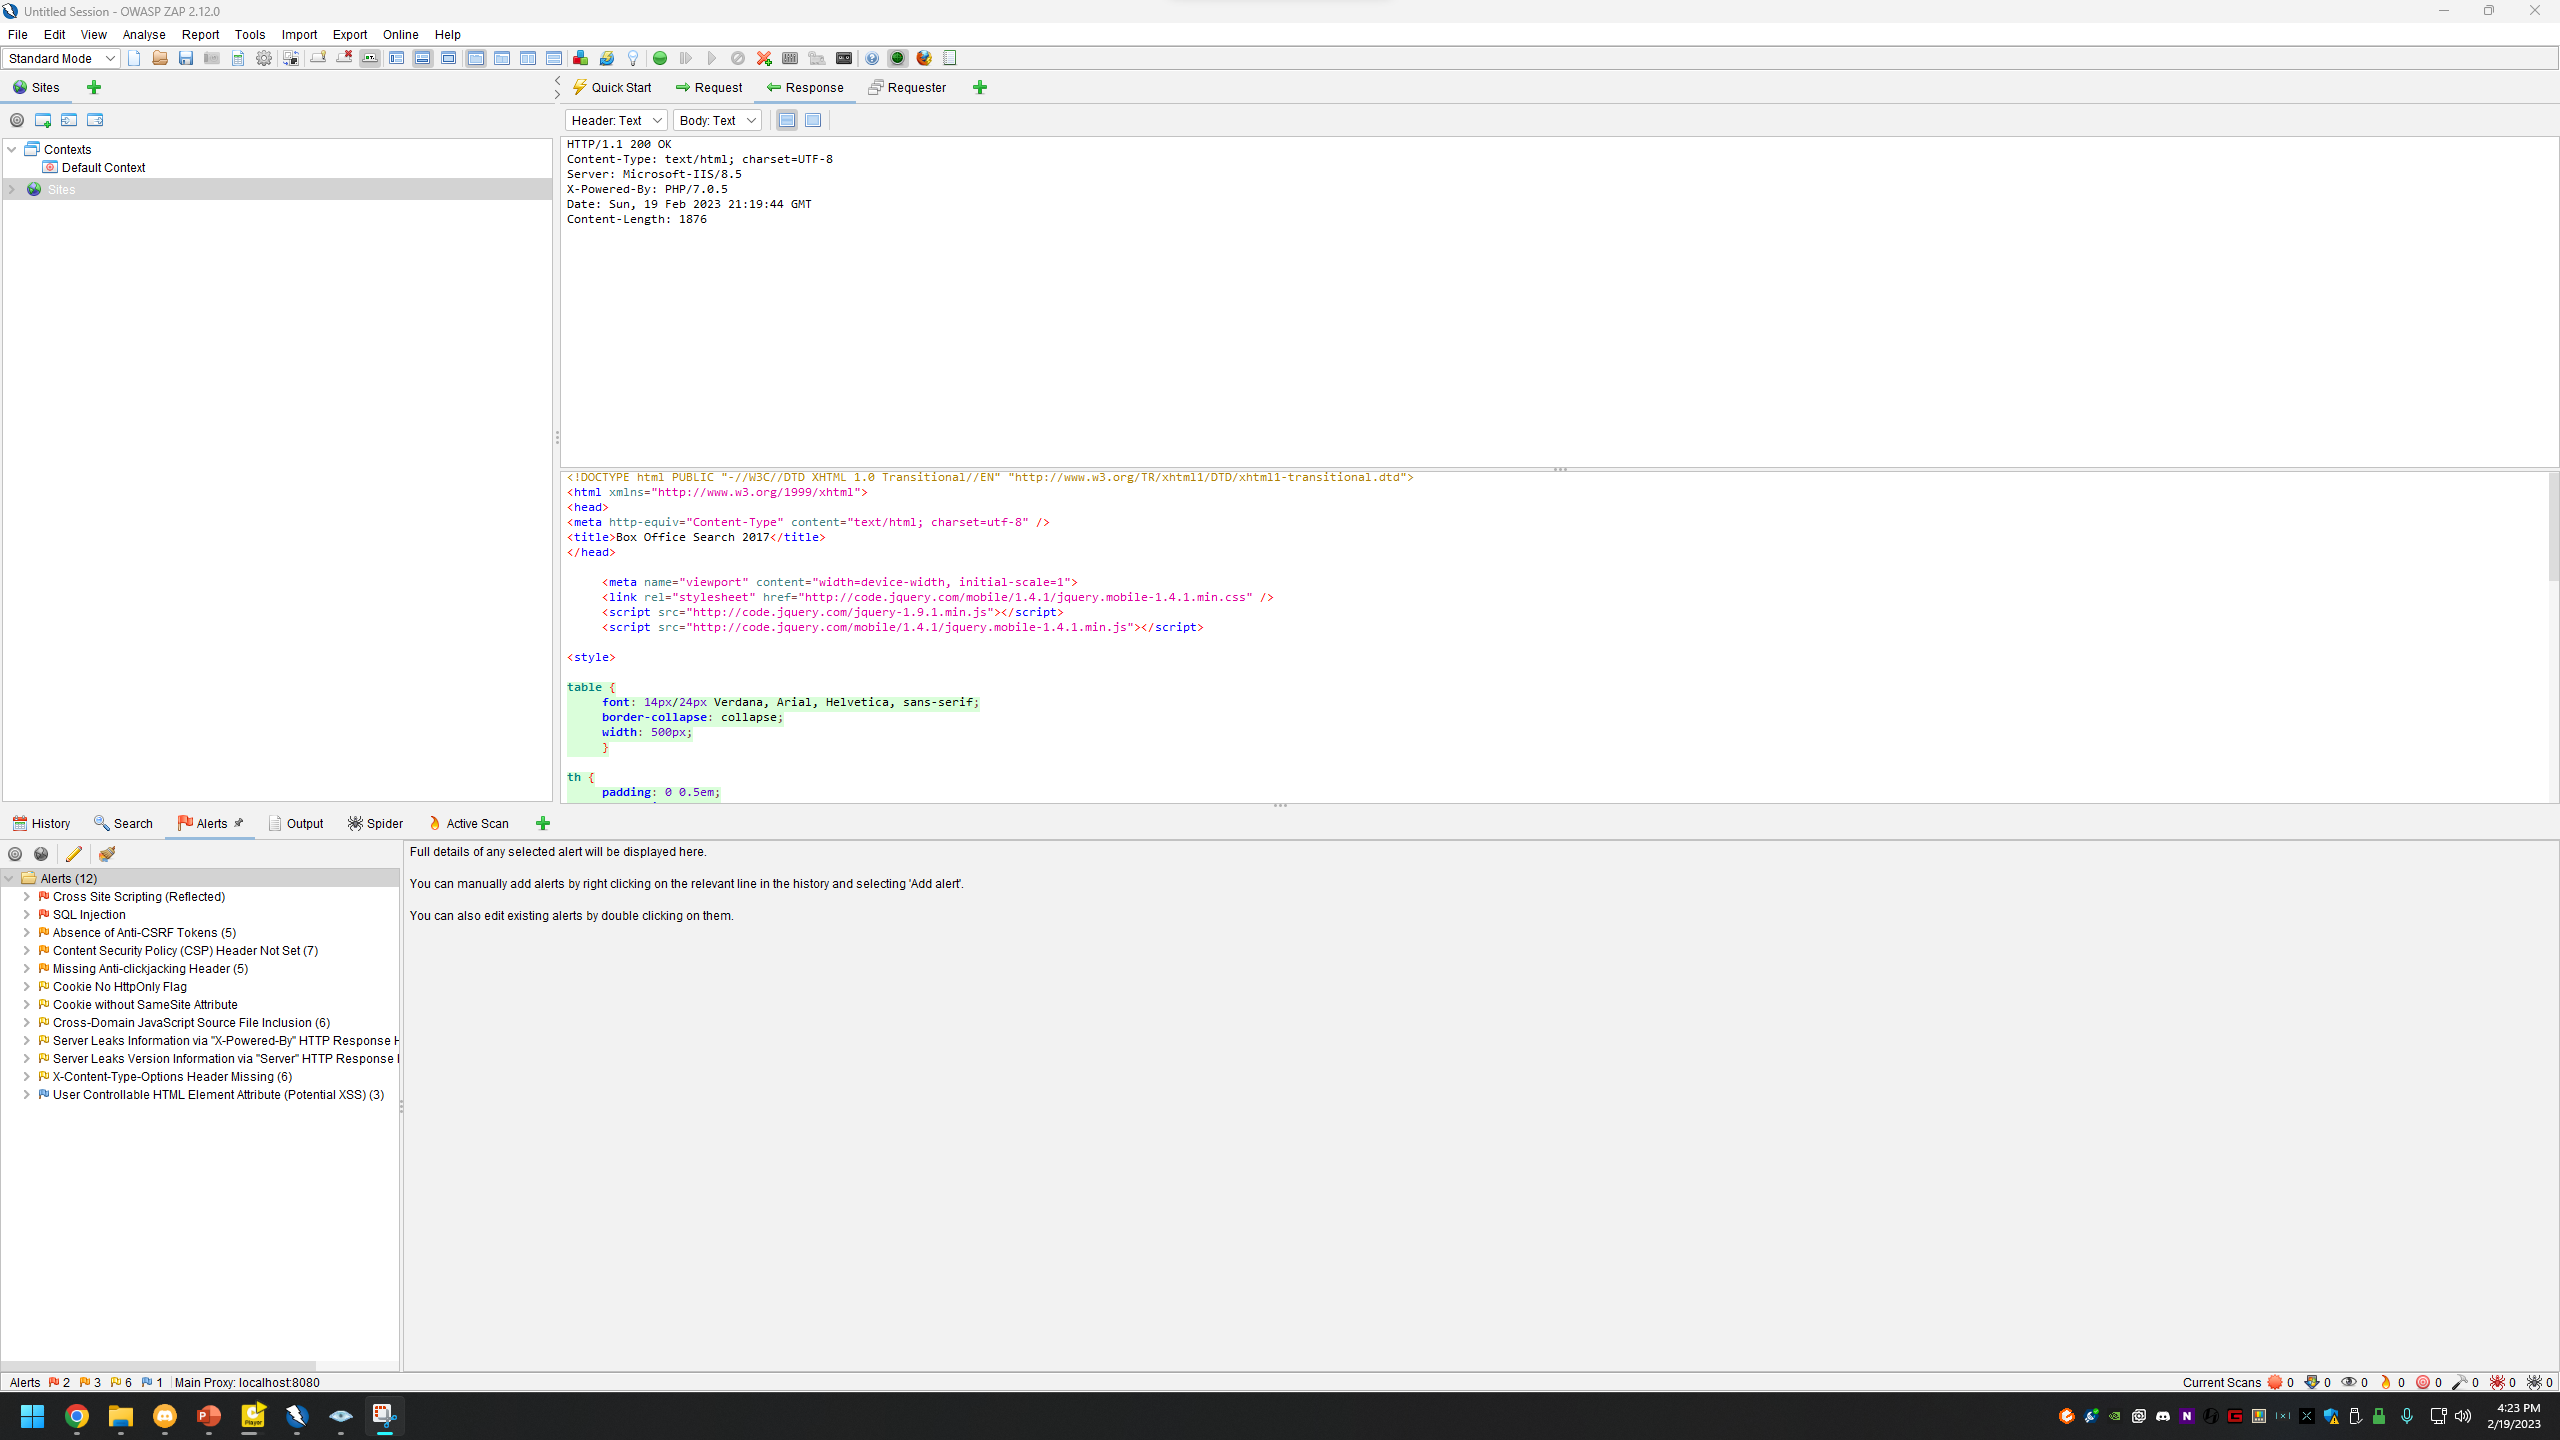 Untitled Session - OWASP ZAP 2.12.0
File Edit View Analyse Report Tools Import Export Online Help
Standard Mode
Sites
Quick Start Request Response Requester
Header: Text Body: Text
Contexts
Default Context
Sites
HTTP/1.1 200 OK
Content-Type: text/html; charset=UTF-8
Server: Microsoft-IIS/8.5
X-Powered-By: PHP/7.0.5
Date: Sun, 19 Feb 2023 21:19:44 GMT
Content-Length: 1876
<!DOCTYPE html PUBLIC "-//W3C//DTD XHTML 1.0 Transitional//EN" "http://www.w3.org/TR/xhtml1/DTD/xhtml1-transitional.dtd">
<html xmlns="http://www.w3.org/1999/xhtml">
<head>
<meta http-equiv="Content-Type" content="text/html; charset=utf-8" />
<title>Box Office Search 2017</title>
</head>
<meta name="viewport" content="width=device-width, initial-scale=1">
<link rel="stylesheet" href="http://code.jquery.com/mobile/1.4.1/jquery.mobile-1.4.1.min.css" />
<script src="http://code.jquery.com/jquery-1.9.1.min.js"></script>
<script src="http://code.jquery.com/mobile/1.4.1/jquery.mobile-1.4.1.min.js"></script>
<style>
table {
font: 14px/24px Verdana, Arial, Helvetica, sans-serif;
border-collapse: collapse;
width: 500px;
}
th {
padding: 0 0.5em;
History Search Alerts Output Spider Active Scan
Alerts (12)
Cross Site Scripting (Reflected)
SQL Injection
Absence of Anti-CSRF Tokens (5)
Content Security Policy (CSP) Header Not Set (7)
Missing Anti-clickjacking Header (5)
Cookie No HttpOnly Flag
Cookie without SameSite Attribute
Cross-Domain JavaScript Source File Inclusion (6)
Server Leaks Information via "X-Powered-By" HTTP Response H
Server Leaks Version Information via "Server" HTTP Response
X-Content-Type-Options Header Missing (6)
User Controllable HTML Element Attribute (Potential XSS) (3)
Full details of any selected alert will be displayed here.
You can manually add alerts by right clicking on the relevant line in the history and selecting 'Add alert'.
You can also edit existing alerts by double clicking on them.
Alerts 2 3 6 1 Main Proxy: localhost:8080
Current Scans 0 0 0 0 0 0 0 0
4:23 PM
2/19/2023